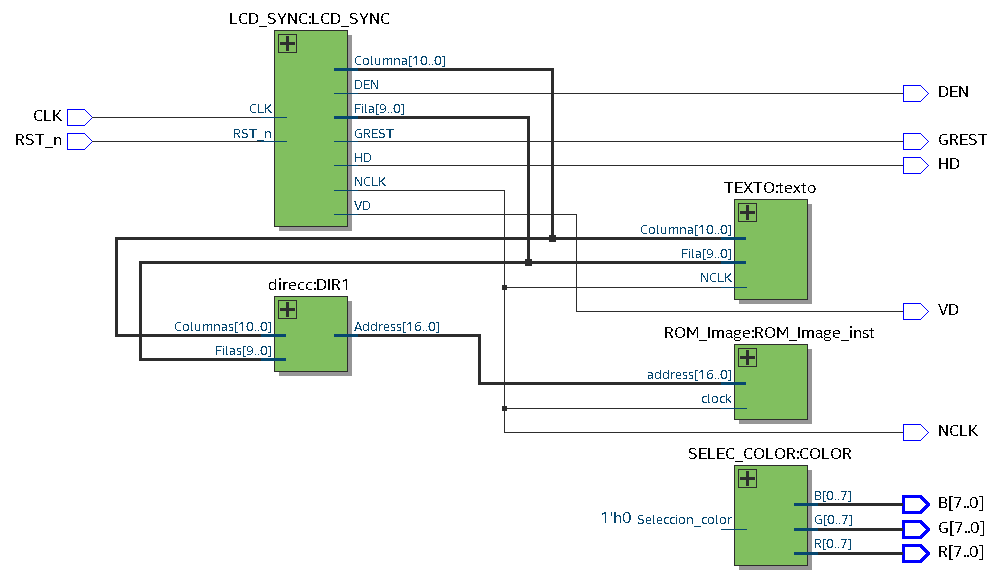 LCD_SYNC:LCD_SYNC
Columna[10..0]
DEN
CLK
Fila[9..0]
RST_n
GREST
HD
NCLK
VD
CLK
RST_n
DEN
GREST
HD
TEXTO:texto
Columna[10..0]
Fila[9..0]
NCLK
direcc:DIR1
Columnas[10..0]
Address[16..0]
Filas[9..0]
VD
ROM_Image:ROM_Image_inst
address[16..0]
clock
NCLK
SELEC_COLOR:COLOR
1'h0 Seleccion_color
B[0..7]
G[0..7]
R[0..7]
B[7..0]
G[7..0]
R[7..0]